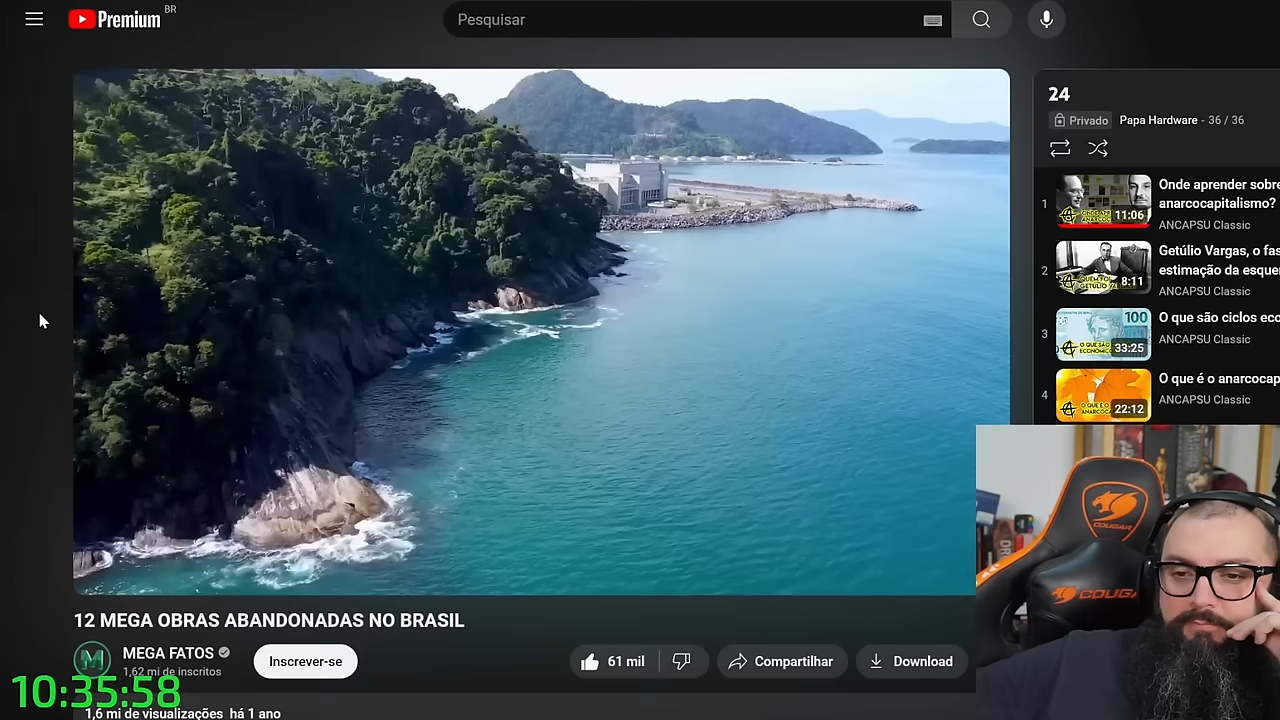 Premium BR
Pesquisar
24
Privado Papa Hardware - 36 / 36
1
11:06
Onde aprender sobre
anarcocapitalismo?
ANCAPSU Classic
2
8:11
Getúlio Vargas, o fas
estimação da esque
ANCAPSU Classic
3
100
33:25
O que são ciclos eco
ANCAPSU Classic
4
22:12
O que é o anarcocap
ANCAPSU Classic
COUGAR
12 MEGA OBRAS ABANDONADAS NO BRASIL
MEGA FATOS
1,62 mi de inscritos
Inscrever-se
61 mil
Compartilhar
Download
10:35:58
1,6 mi de visualizações há 1 ano